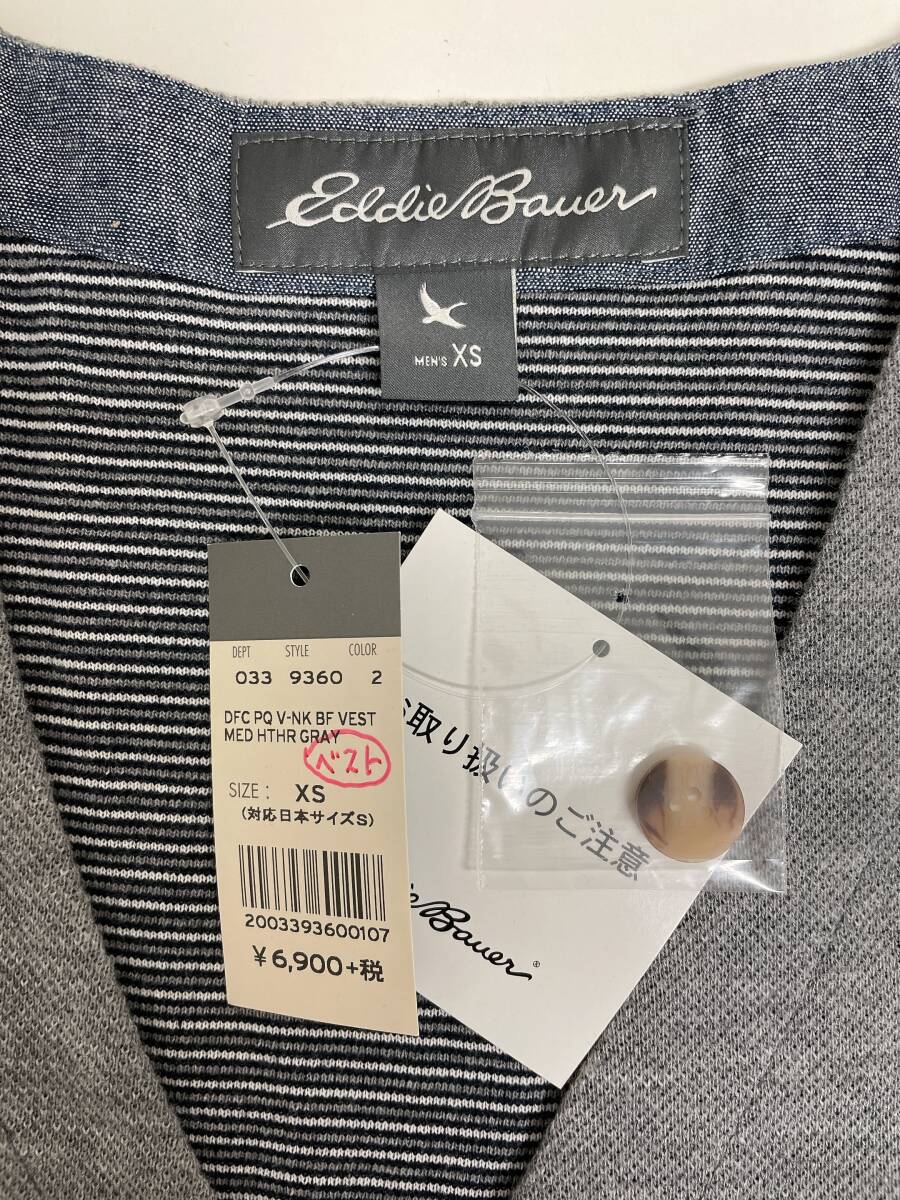 Eddie Bauer
MEN'S XS
DEPT STYLE COLOR
033 9360 2
DFC PQ V-NK BF VEST
MED HTHR GRAY
ベスト
SIZE: XS
(対応日本サイズS)
2003393600107
¥6,900+税
取り扱いのご注意
Bauer®